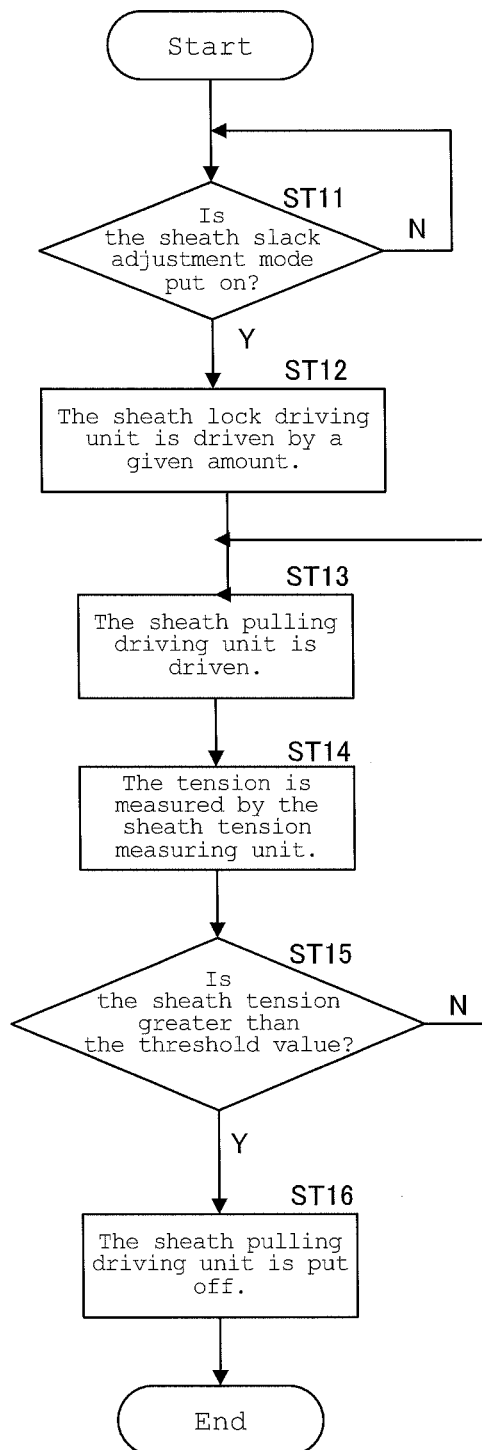 Start
ST11
Is
the sheath slack
adjustment mode
put on?
N
Y
ST12
The sheath lock driving
unit is driven by a
given amount.
ST13
The sheath pulling
driving unit is
driven.
ST14
The tension is
measured by the
sheath tension
measuring unit.
ST15
Is
the sheath tension
greater than
the threshold value?
N
Y
ST16
The sheath pulling
driving unit is put
off.
End